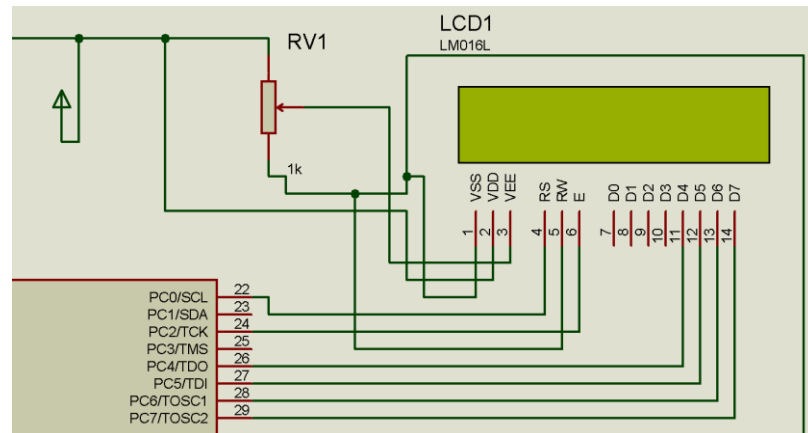 LCD1
LM016L
RV1
1k
VSS
VDD
VEE
RS
RW
E
D0
D1
D2
D3
D4
D5
D6
D7
1
2
3
4
5
6
7
8
9
10
11
12
13
14
PC0/SCL 22
PC1/SDA 23
PC2/TCK 24
PC3/TMS 25
PC4/TDO 26
PC5/TDI 27
PC6/TOSC1 28
PC7/TOSC2 29